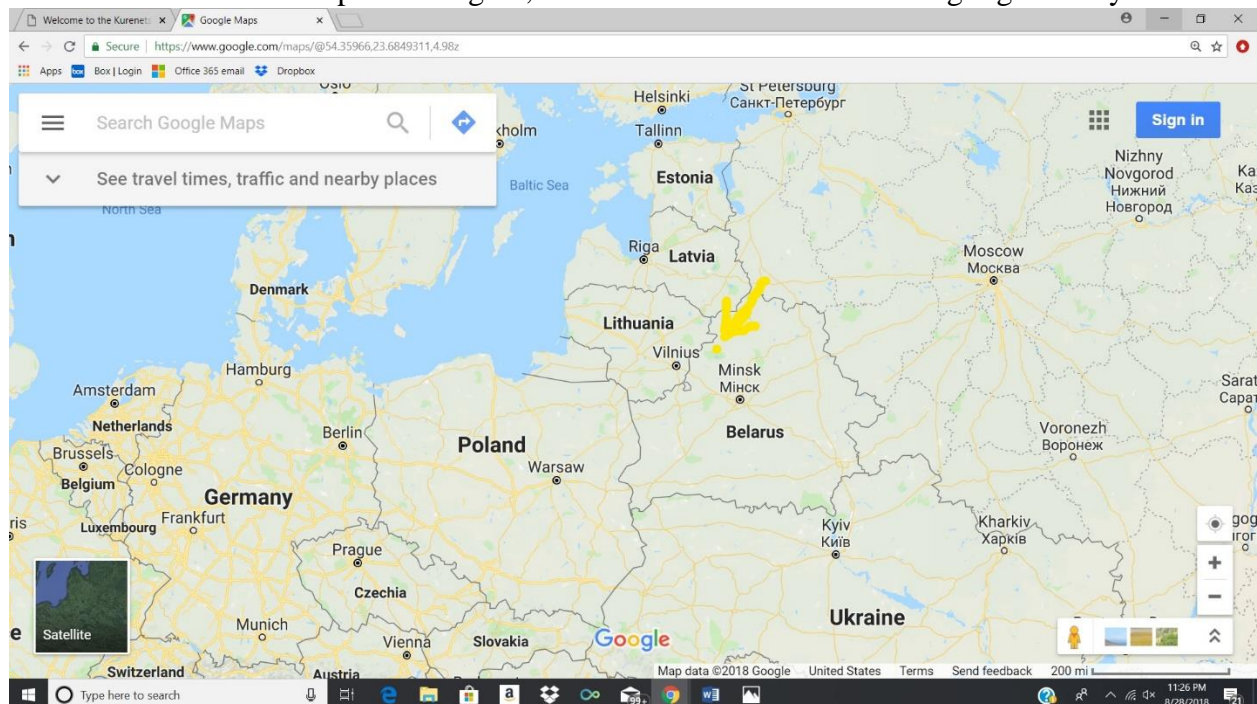 Welcome to the Kurenets
Google Maps
Secure https://www.google.com/maps/@54.35966,23.6849311,4.98z
Apps Box | Login Office 365 email Dropbox
Search Google Maps
See travel times, traffic and nearby places
Sign in
Helsinki
St Petersburg
Санкт-Петербург
Tallinn
Estonia
Baltic Sea
North Sea
Nizhny
Novgorod
Нижний
Новгород
Riga
Latvia
Moscow
Москва
Denmark
Lithuania
Vilnius
Minsk
Мінск
Hamburg
Amsterdam
Netherlands
Berlin
Poland
Warsaw
Belarus
Voronezh
Воронеж
Brussels
Belgium
Cologne
Germany
Luxembourg
Frankfurt
Prague
Czechia
Kyiv
Київ
Kharkiv
Харків
Ukraine
Munich
Vienna
Slovakia
Switzerland
Austria
Satellite
Google
Map data ©2018 Google United States Terms Send feedback 200 mi
Type here to search
99+
11:26 PM
8/28/2018
21